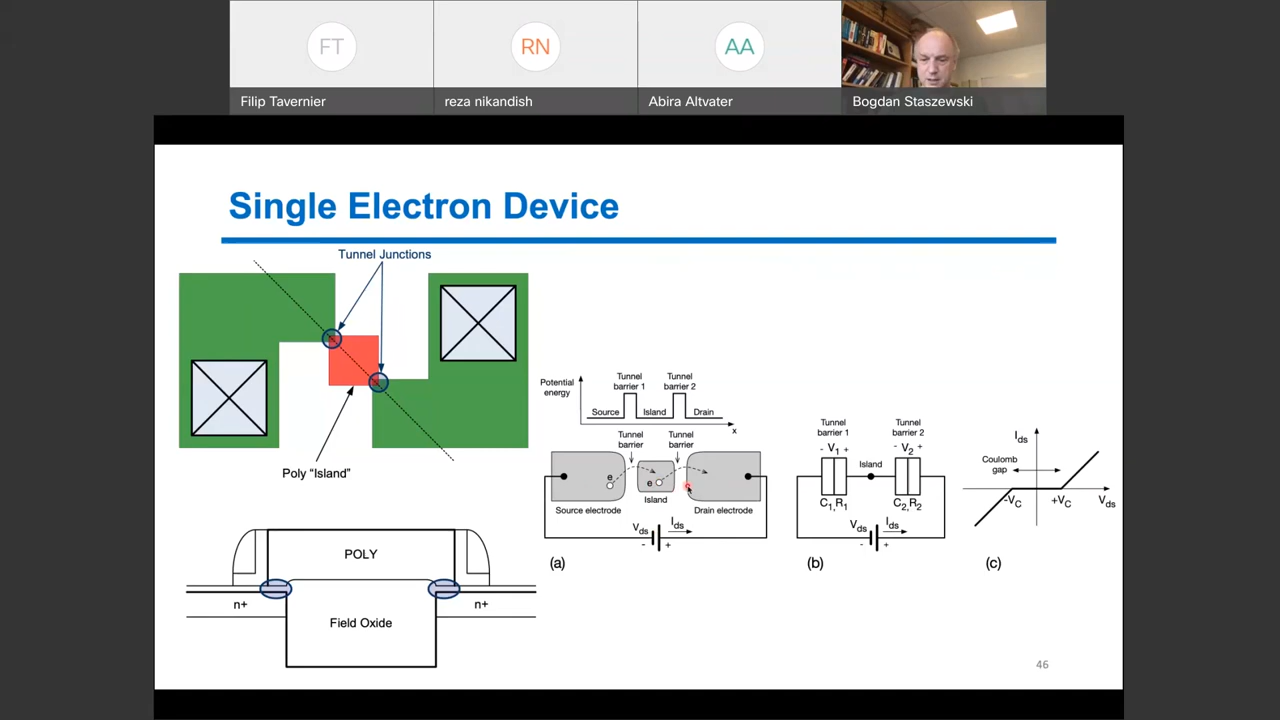 FT
RN
AA
Filip Tavernier
reza nikandish
Abira Altvater
Bogdan Staszewski
Single Electron Device
Tunnel Junctions
Poly "Island"
POLY
n+
n+
Field Oxide
Potential
energy
Tunnel
barrier 1
Tunnel
barrier 2
Source
Island
Drain
x
Tunnel
barrier
Tunnel
barrier
e
e
Island
Source electrode
Drain electrode
Vds
Ids
- +
(a)
Tunnel
barrier 1
Tunnel
barrier 2
- V1 +
- V2 +
Island
C1,R1
C2,R2
Vds
Ids
- +
(b)
Ids
Coulomb
gap
-VC
+VC
Vds
(c)
46